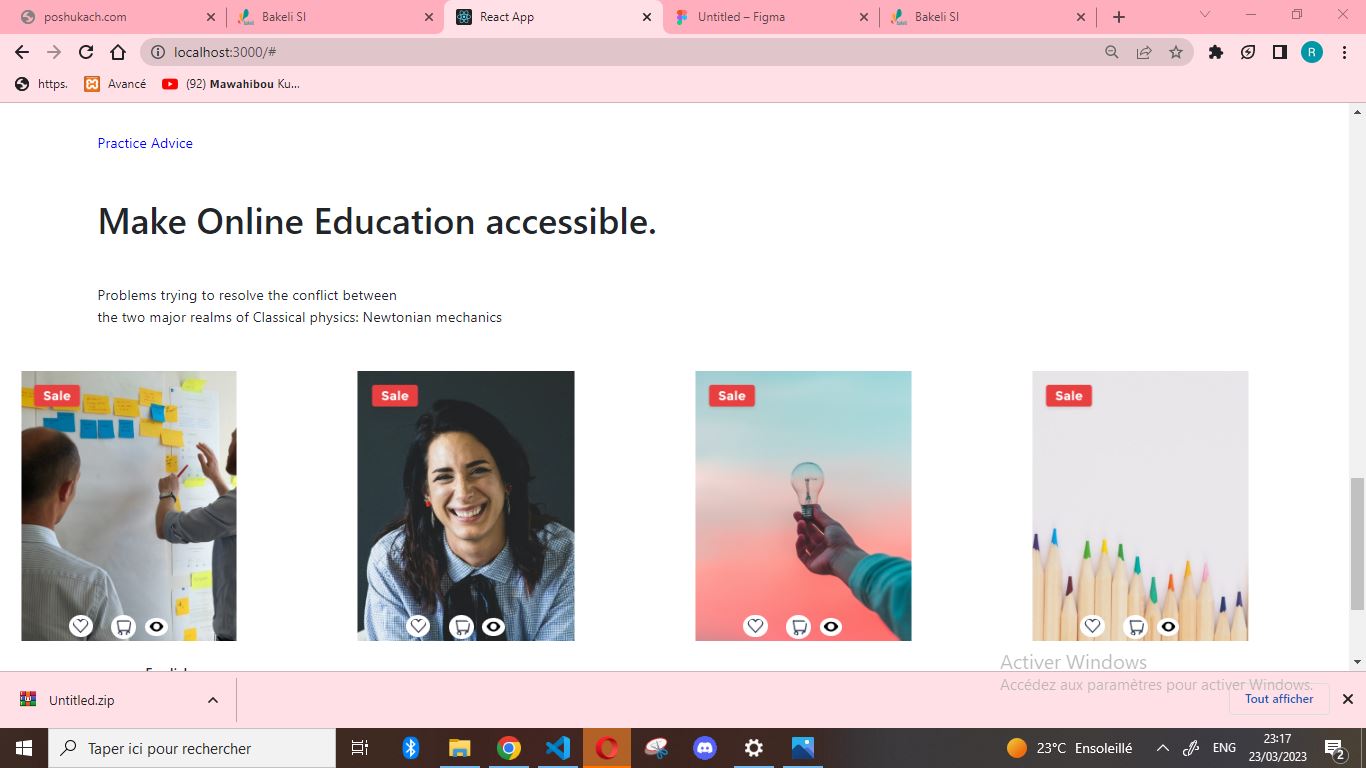 poshukach.com
Bakeli SI
React App
Untitled – Figma
Bakeli SI
localhost:3000/#
R
https.
Avancé
(92) Mawahibou Ku...
Practice Advice
Make Online Education accessible.
Problems trying to resolve the conflict between
the two major realms of Classical physics: Newtonian mechanics
Sale
Sale
Sale
Sale
Activer Windows
Accédez aux paramètres pour activer Windows.
Untitled.zip
Tout afficher
Taper ici pour rechercher
23°C Ensoleillé
ENG
23:17
23/03/2023
2